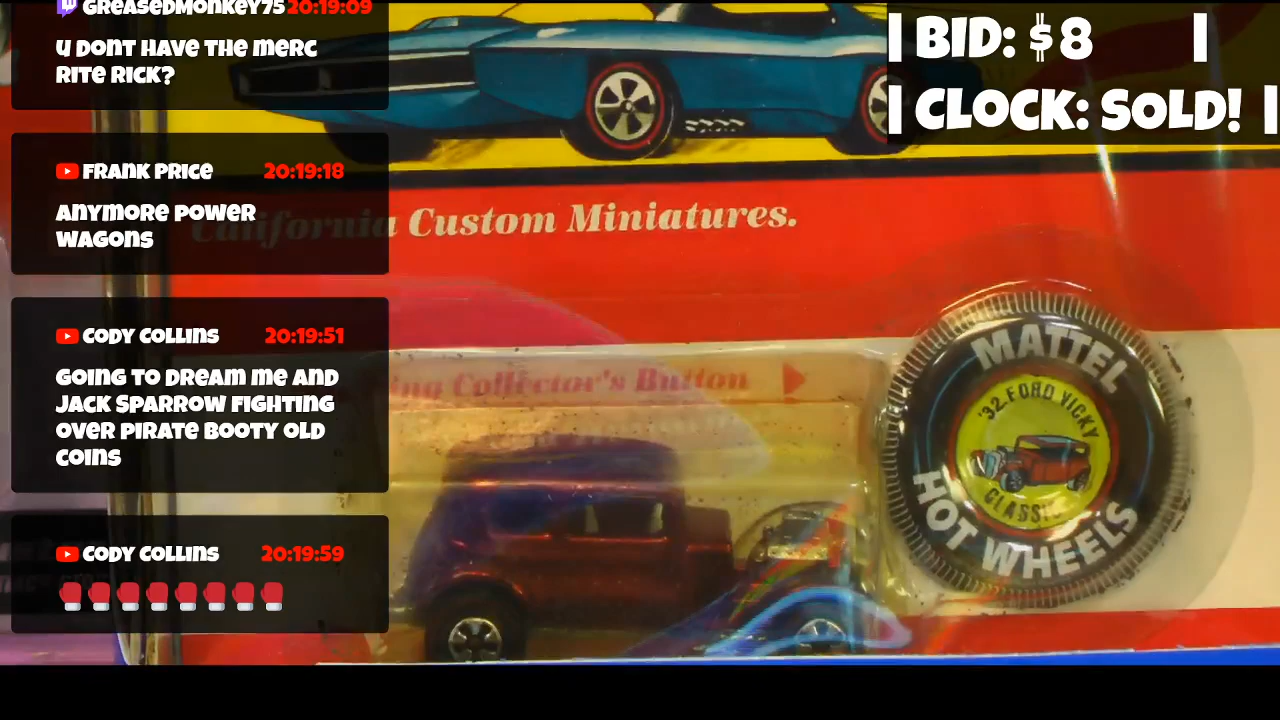 GREASEDMONKEY75 20:19:09
U DONT HAVE THE MERC
RITE RICK?
FRANK PRICE 20:19:18
ANYMORE POWER
WAGONS
CODY COLLINS 20:19:51
GOING TO DREAM ME AND
JACK SPARROW FIGHTING
OVER PIRATE BOOTY OLD
COINS
CODY COLLINS 20:19:59
| BID: $8 |
| CLOCK: SOLD! |
California Custom Miniatures.
Collector's Button
MATTEL
'32 FORD VICKY
CLASSIC
HOT WHEELS